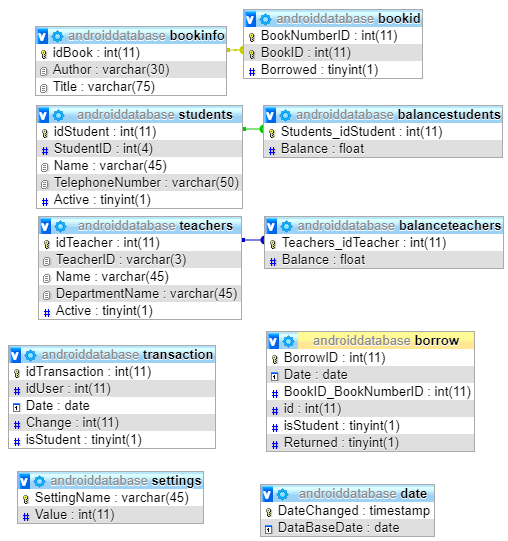 androiddatabase bookinfo
idBook : int(11)
Author : varchar(30)
Title : varchar(75)
androiddatabase bookid
BookNumberID : int(11)
BookID : int(11)
Borrowed : tinyint(1)
androiddatabase students
idStudent : int(11)
StudentID : int(4)
Name : varchar(45)
TelephoneNumber : varchar(50)
Active : tinyint(1)
androiddatabase balancestudents
Students_idStudent : int(11)
Balance : float
androiddatabase teachers
idTeacher : int(11)
TeacherID : varchar(3)
Name : varchar(45)
DepartmentName : varchar(45)
Active : tinyint(1)
androiddatabase balanceteachers
Teachers_idTeacher : int(11)
Balance : float
androiddatabase transaction
idTransaction : int(11)
idUser : int(11)
Date : date
Change : int(11)
isStudent : tinyint(1)
androiddatabase borrow
BorrowID : int(11)
Date : date
BookID_BookNumberID : int(11)
id : int(11)
isStudent : tinyint(1)
Returned : tinyint(1)
androiddatabase settings
SettingName : varchar(45)
Value : int(11)
androiddatabase date
DateChanged : timestamp
DataBaseDate : date